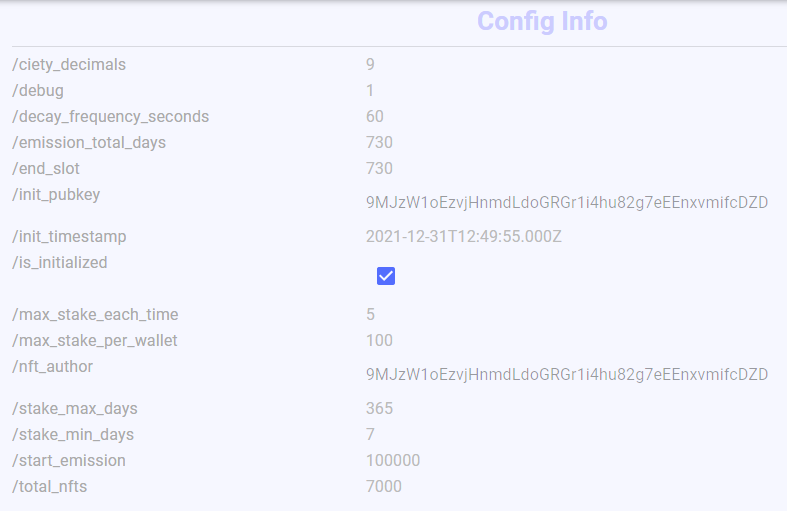 Config Info
/ciety_decimals 9
/debug 1
/decay_frequency_seconds 60
/emission_total_days 730
/end_slot 730
/init_pubkey 9MJzW1oEzvjHnmdLdoGRGr1i4hu82g7eEEnxvmifcDZD
/init_timestamp 2021-12-31T12:49:55.000Z
/is_initialized
/max_stake_each_time 5
/max_stake_per_wallet 100
/nft_author 9MJzW1oEzvjHnmdLdoGRGr1i4hu82g7eEEnxvmifcDZD
/stake_max_days 365
/stake_min_days 7
/start_emission 100000
/total_nfts 7000